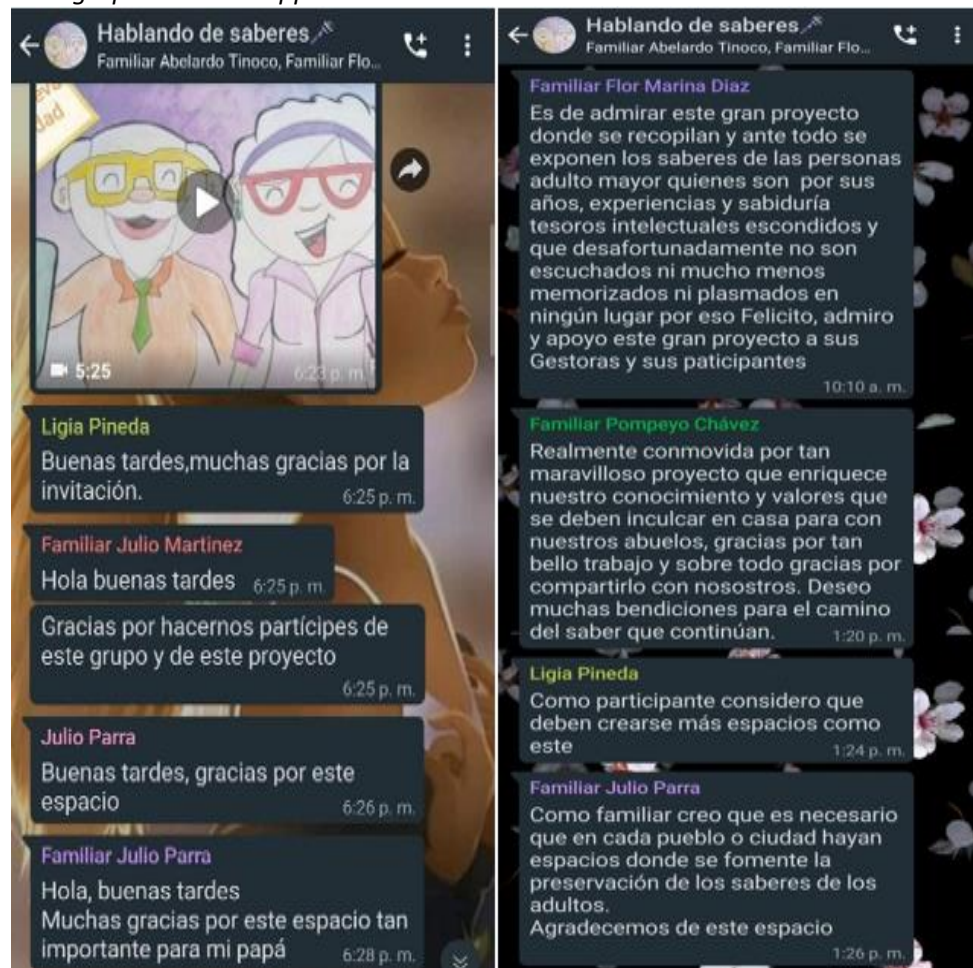 Hablando de saberes
Familiar Abelardo Tinoco, Familiar Flo...
dad
5:25
6:23 p. m.
Ligia Pineda
Buenas tardes,muchas gracias por la
invitación.
6:25 p. m.
Familiar Julio Martinez
Hola buenas tardes
6:25 p. m.
Gracias por hacernos partícipes de
este grupo y de este proyecto
6:25 p. m.
Julio Parra
Buenas tardes, gracias por este
espacio
6:26 p. m.
Familiar Julio Parra
Hola, buenas tardes
Muchas gracias por este espacio tan
importante para mi papá
6:28 p. m.
Hablando de saberes
Familiar Abelardo Tinoco, Familiar Flo...
Familiar Flor Marina Diaz
Es de admirar este gran proyecto
donde se recopilan y ante todo se
exponen los saberes de las personas
adulto mayor quienes son por sus
años, experiencias y sabiduría
tesoros intelectuales escondidos y
que desafortunadamente no son
escuchados ni mucho menos
memorizados ni plasmados en
ningún lugar por eso Felicito, admiro
y apoyo este gran proyecto a sus
Gestoras y sus paticipantes
10:10 a. m.
Familiar Pompeyo Chávez
Realmente conmovida por tan
maravilloso proyecto que enriquece
nuestro conocimiento y valores que
se deben inculcar en casa para con
nuestros abuelos, gracias por tan
bello trabajo y sobre todo gracias por
compartirlo con nosostros. Deseo
muchas bendiciones para el camino
del saber que continúan.
1:20 p. m.
Ligia Pineda
Como participante considero que
deben crearse más espacios como
este
1:24 p. m.
Familiar Julio Parra
Como familiar creo que es necesario
que en cada pueblo o ciudad hayan
espacios donde se fomente la
preservación de los saberes de los
adultos.
Agradecemos de este espacio
1:26 p. m.